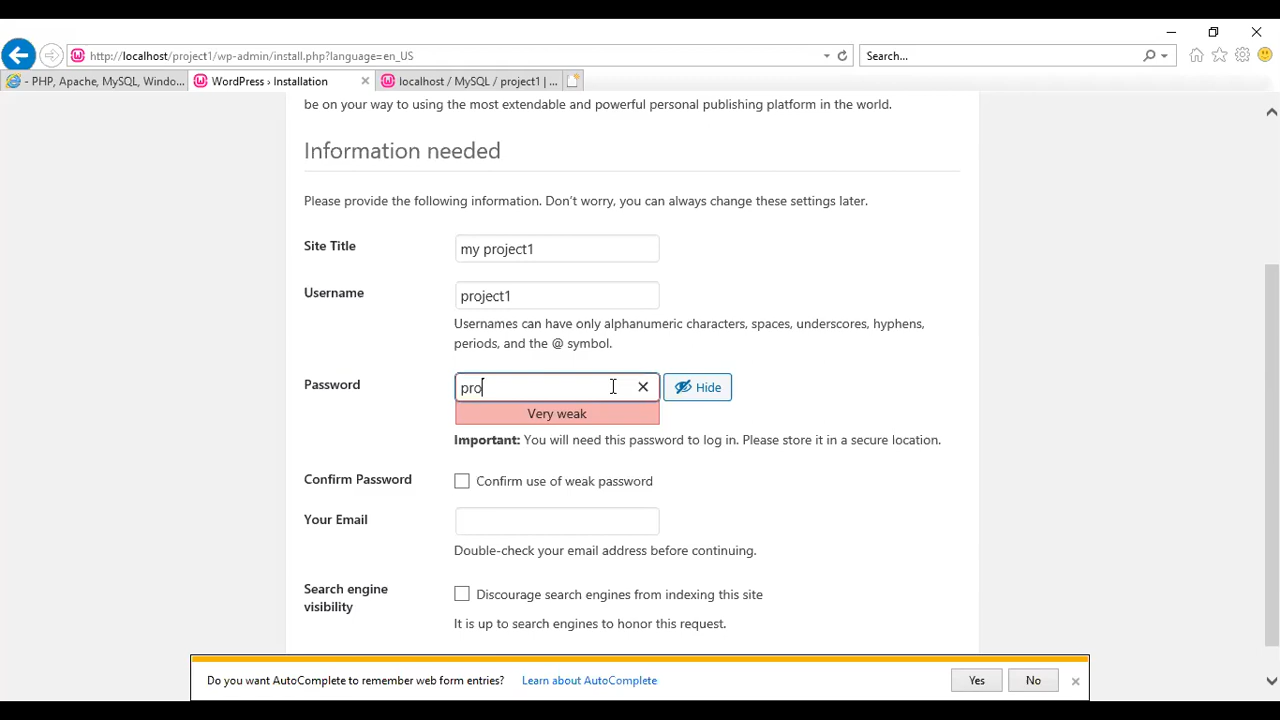 http://localhost/project1/wp-admin/install.php?language=en_US
Search...
- PHP, Apache, MySQL, Windo...
WordPress › Installation
localhost / MySQL / project1 | ...
be on your way to using the most extendable and powerful personal publishing platform in the world.
Information needed
Please provide the following information. Don’t worry, you can always change these settings later.
Site Title
my project1
Username
project1
Usernames can have only alphanumeric characters, spaces, underscores, hyphens,
periods, and the @ symbol.
Password
pro
Hide
Very weak
Important: You will need this password to log in. Please store it in a secure location.
Confirm Password
Confirm use of weak password
Your Email
Double-check your email address before continuing.
Search engine
visibility
Discourage search engines from indexing this site
It is up to search engines to honor this request.
Do you want AutoComplete to remember web form entries?
Learn about AutoComplete
Yes
No